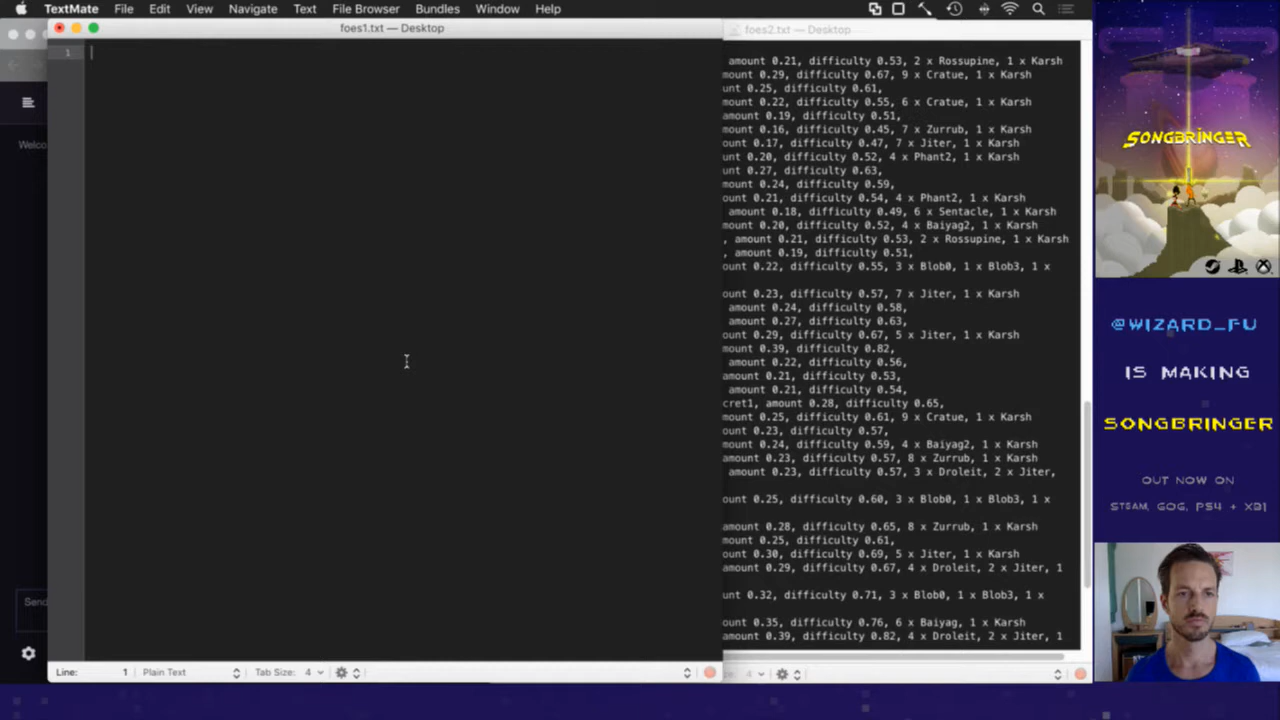 TextMate File Edit View Navigate Text File Browser Bundles Window Help
foes1.txt — Desktop
foes2.txt — Desktop
1
Welco
Send
amount 0.21, difficulty 0.53, 2 x Rossupine, 1 x Karsh
mount 0.29, difficulty 0.67, 9 x Cratue, 1 x Karsh
unt 0.25, difficulty 0.61,
mount 0.22, difficulty 0.55, 6 x Cratue, 1 x Karsh
amount 0.19, difficulty 0.51,
mount 0.16, difficulty 0.45, 7 x Zurrub, 1 x Karsh
mount 0.17, difficulty 0.47, 7 x Jiter, 1 x Karsh
unt 0.20, difficulty 0.52, 4 x Phant2, 1 x Karsh
mount 0.27, difficulty 0.63,
mount 0.24, difficulty 0.59,
mount 0.21, difficulty 0.54, 4 x Phant2, 1 x Karsh
amount 0.18, difficulty 0.49, 6 x Sentacle, 1 x Karsh
mount 0.20, difficulty 0.52, 4 x Baiyag2, 1 x Karsh
, amount 0.21, difficulty 0.53, 2 x Rossupine, 1 x Karsh
, amount 0.19, difficulty 0.51,
ount 0.22, difficulty 0.55, 3 x Blob0, 1 x Blob3, 1 x
ount 0.23, difficulty 0.57, 7 x Jiter, 1 x Karsh
amount 0.24, difficulty 0.58,
amount 0.27, difficulty 0.63,
ount 0.29, difficulty 0.67, 5 x Jiter, 1 x Karsh
mount 0.39, difficulty 0.82,
amount 0.22, difficulty 0.56,
amount 0.21, difficulty 0.53,
amount 0.21, difficulty 0.54,
cret1, amount 0.28, difficulty 0.65,
mount 0.25, difficulty 0.61, 9 x Cratue, 1 x Karsh
mount 0.23, difficulty 0.57,
mount 0.24, difficulty 0.59, 4 x Baiyag2, 1 x Karsh
amount 0.23, difficulty 0.57, 8 x Zurrub, 1 x Karsh
amount 0.23, difficulty 0.57, 3 x Droleit, 2 x Jiter,
ount 0.25, difficulty 0.60, 3 x Blob0, 1 x Blob3, 1 x
amount 0.28, difficulty 0.65, 8 x Zurrub, 1 x Karsh
mount 0.25, difficulty 0.61,
ount 0.30, difficulty 0.69, 5 x Jiter, 1 x Karsh
amount 0.29, difficulty 0.67, 4 x Droleit, 2 x Jiter, 1
unt 0.32, difficulty 0.71, 3 x Blob0, 1 x Blob3, 1 x
ount 0.35, difficulty 0.76, 6 x Baiyag, 1 x Karsh
mount 0.39, difficulty 0.82, 4 x Droleit, 2 x Jiter, 1
Line: 1 Plain Text Tab Size: 4
4
SONGBRINGER
@WIZARD_FU
IS MAKING
SONGBRINGER
OUT NOW ON
STEAM, GOG, PS4 + XB1